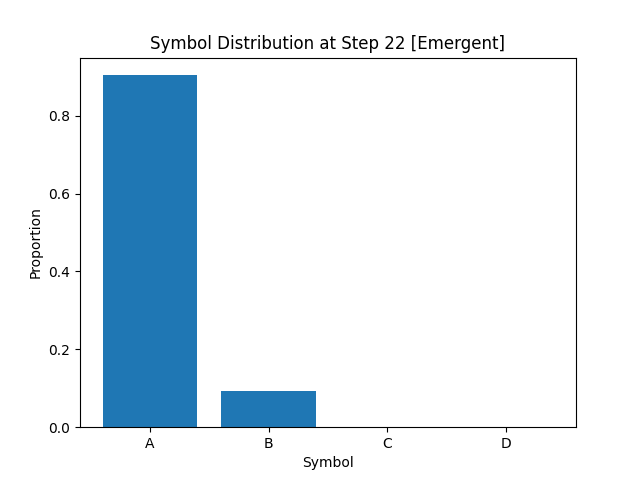 Symbol Distribution at Step 22 [Emergent]
Proportion
0.8
0.6
0.4
0.2
0.0
A B C D
Symbol